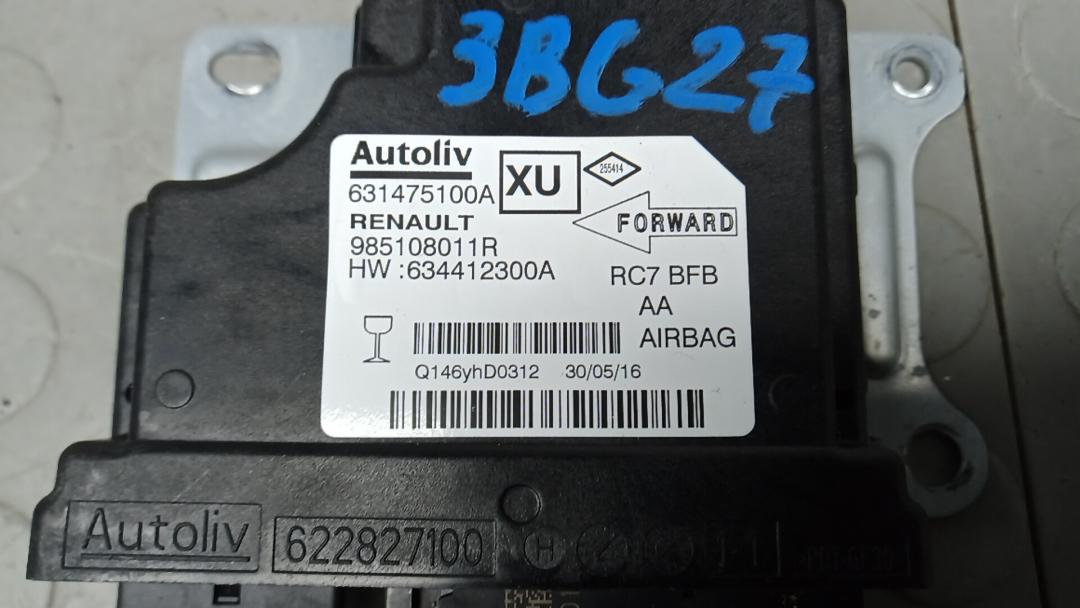 3BG27
Autoliv
XU
255414
631475100A
RENAULT
FORWARD
985108011R
HW :634412300A
RC7 BFB
AA
AIRBAG
Q146yhD0312 30/05/16
Autoliv
622827100 H